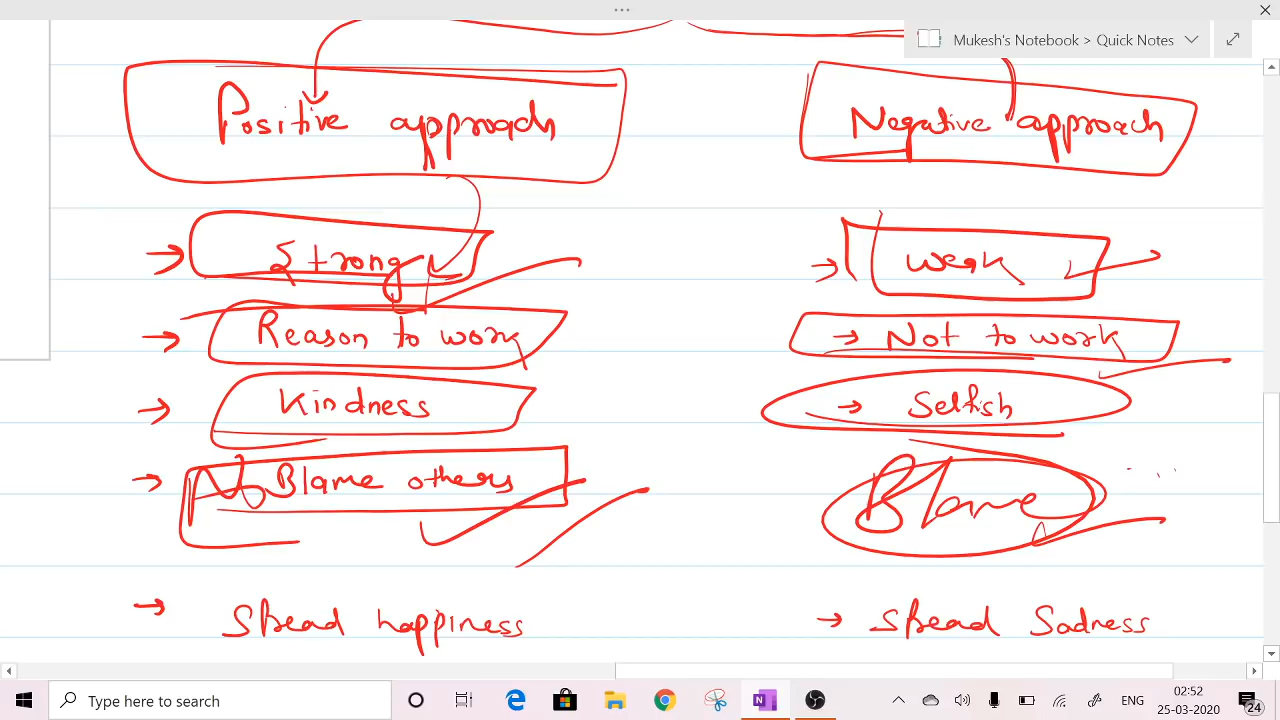 Mukesh's Notebook > Quick Notes
Positive approach
Negative approach
→ Strong
→ weak
→ Reason to work
→ Not to work
→ Kindness
→ Selfish
→ No Blame others
Blame
→ Spread happiness
→ Spread Sadness
Type here to search
ENG
02:52
25-03-2020
24